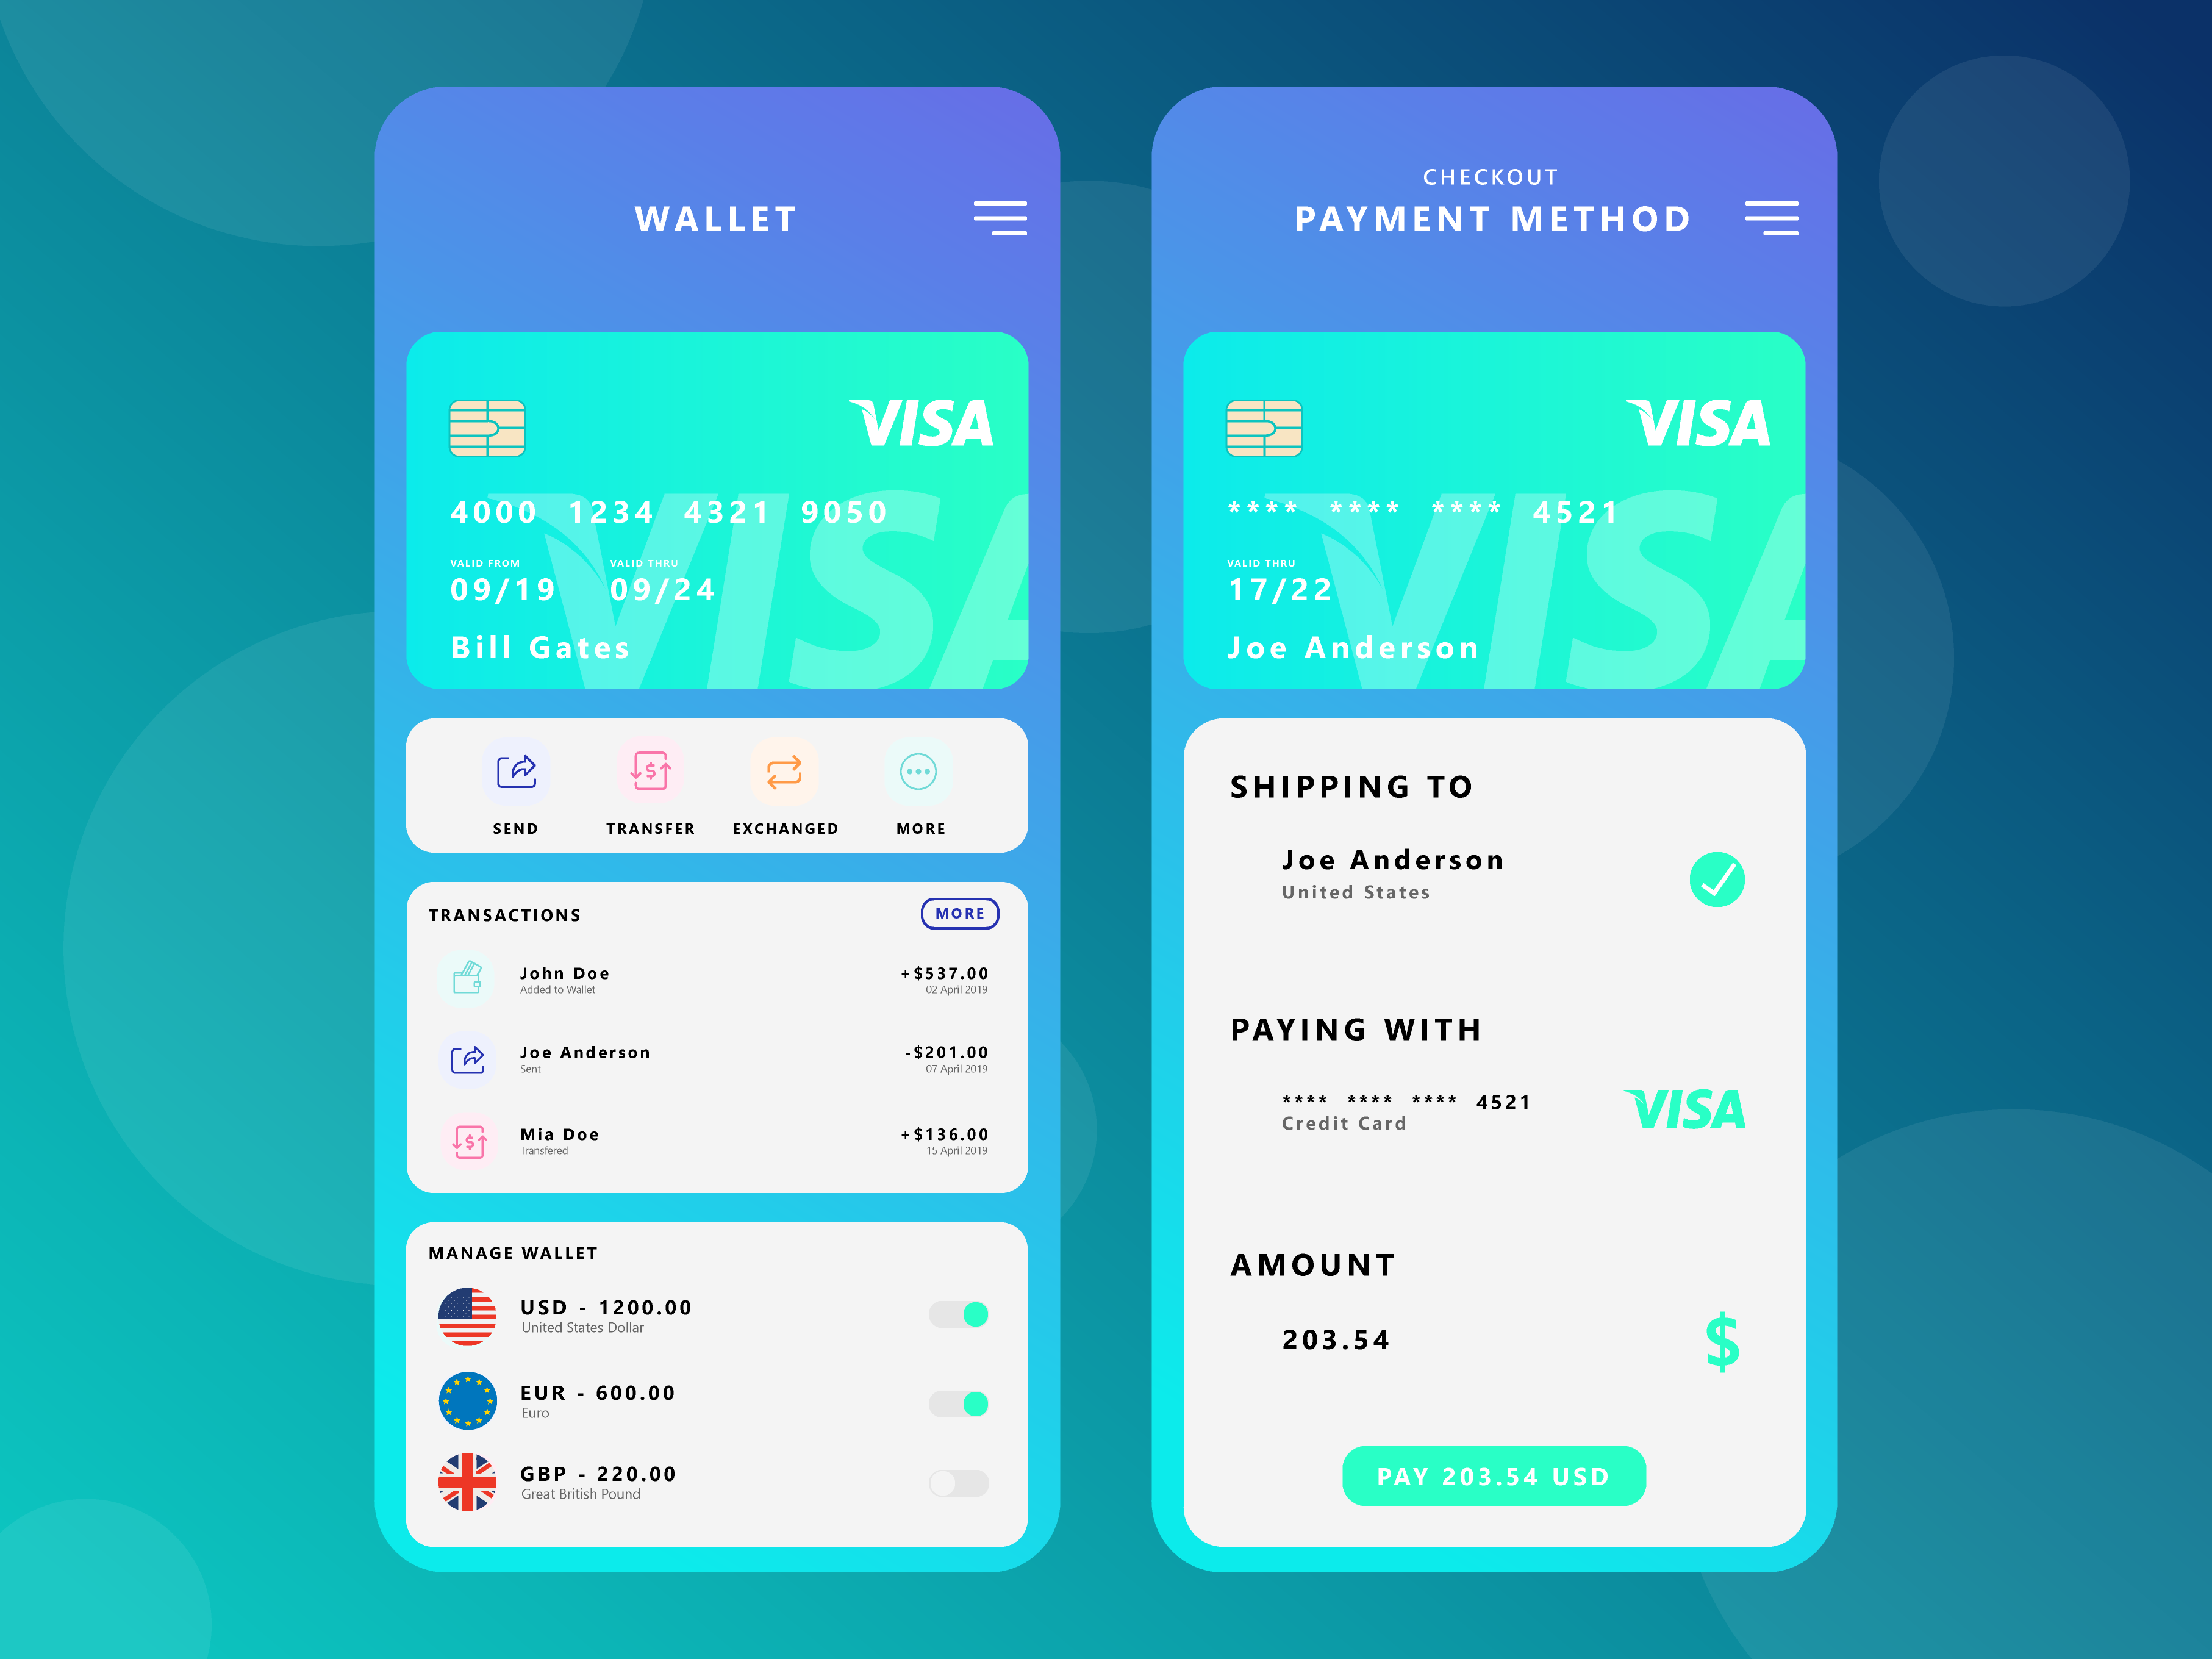 WALLET
VISA
4000 1234 4321 9050
VALID FROM VALID THRU
09/19 09/24
Bill Gates
VISA
SEND TRANSFER EXCHANGED MORE
TRANSACTIONS MORE
John Doe +$537.00
Added to Wallet 02 April 2019
Joe Anderson -$201.00
Sent 07 April 2019
Mia Doe +$136.00
Transfered 15 April 2019
MANAGE WALLET
USD - 1200.00
United States Dollar
EUR - 600.00
Euro
GBP - 220.00
Great British Pound
CHECKOUT
PAYMENT METHOD
VISA
**** **** **** 4521
VALID THRU
17/22
Joe Anderson
VISA
SHIPPING TO
Joe Anderson
United States
PAYING WITH
**** **** **** 4521 VISA
Credit Card
AMOUNT
203.54 $
PAY 203.54 USD